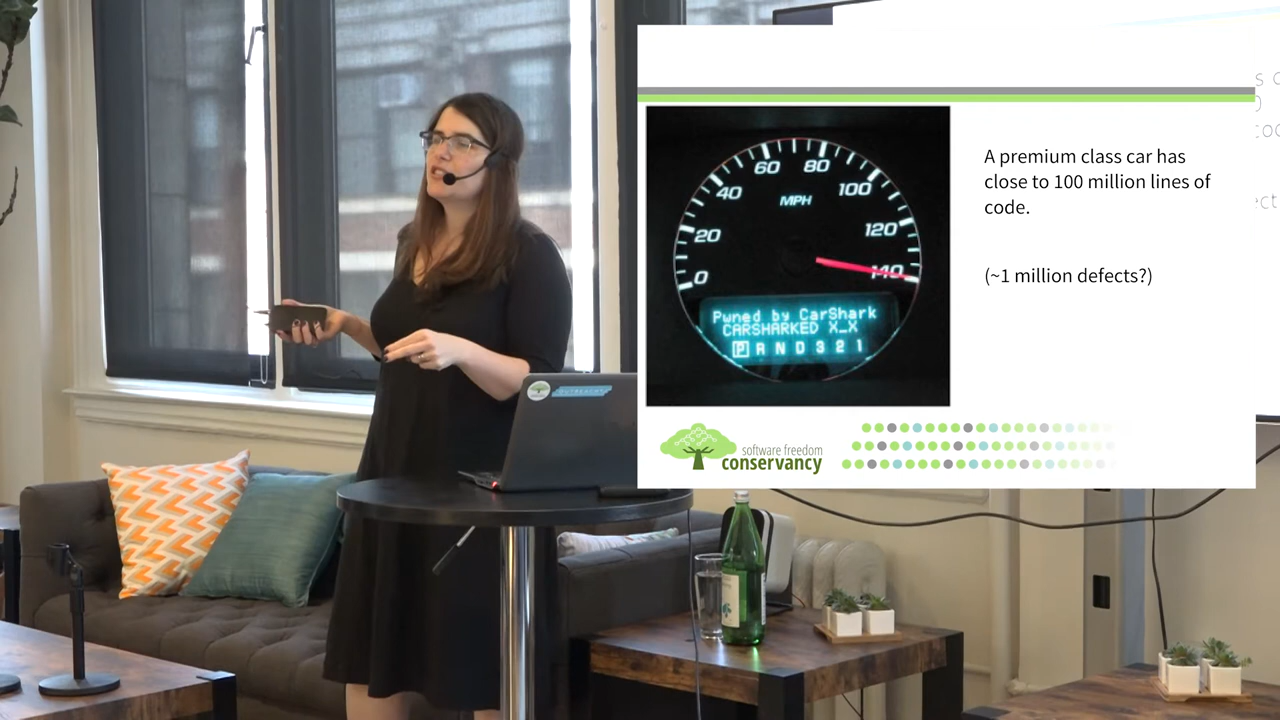 60 80
40 100
MPH
20 120
0 140
Pwned by CarShark
CARSHARKED X_X
P R N D 3 2 1
A premium class car has
close to 100 million lines of
code.
(~1 million defects?)
software freedom
conservancy
OUTREACHY